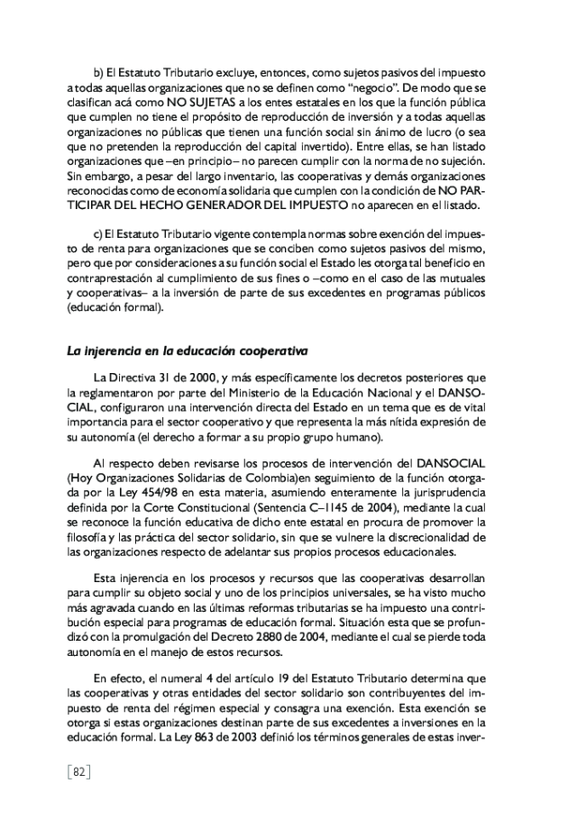 b) El Estatuto Tributario excluye, entonces, como sujetos pasivos del impuesto
a todas aquellas organizaciones que no se definen como “negocio”. De modo que se
clasifican acá como NO SUJETAS a los entes estatales en los que la función pública
que cumplen no tiene el propósito de reproducción de inversión y a todas aquellas
organizaciones no públicas que tienen una función social sin ánimo de lucro (o sea
que no pretenden la reproducción del capital invertido). Entre ellas, se han listado
organizaciones que –en principio– no parecen cumplir con la norma de no sujeción.
Sin embargo, a pesar del largo inventario, las cooperativas y demás organizaciones
reconocidas como de economía solidaria que cumplen con la condición de NO PAR-
TICIPAR DEL HECHO GENERADOR DEL IMPUESTO no aparecen en el listado.
c) El Estatuto Tributario vigente contempla normas sobre exención del impues-
to de renta para organizaciones que se conciben como sujetos pasivos del mismo,
pero que por consideraciones a su función social el Estado les otorga tal beneficio en
contraprestación al cumplimiento de sus fines o –como en el caso de las mutuales
y cooperativas– a la inversión de parte de sus excedentes en programas públicos
(educación formal).
La injerencia en la educación cooperativa
La Directiva 31 de 2000, y más específicamente los decretos posteriores que
la reglamentaron por parte del Ministerio de la Educación Nacional y el DANSO-
CIAL, configuraron una intervención directa del Estado en un tema que es de vital
importancia para el sector cooperativo y que representa la más nítida expresión de
su autonomía (el derecho a formar a su propio grupo humano).
Al respecto deben revisarse los procesos de intervención del DANSOCIAL
(Hoy Organizaciones Solidarias de Colombia)en seguimiento de la función otorga-
da por la Ley 454/98 en esta materia, asumiendo enteramente la jurisprudencia
definida por la Corte Constitucional (Sentencia C–1145 de 2004), mediante la cual
se reconoce la función educativa de dicho ente estatal en procura de promover la
filosofía y las práctica del sector solidario, sin que se vulnere la discrecionalidad de
las organizaciones respecto de adelantar sus propios procesos educacionales.
Esta injerencia en los procesos y recursos que las cooperativas desarrollan
para cumplir su objeto social y uno de los principios universales, se ha visto mucho
más agravada cuando en las últimas reformas tributarias se ha impuesto una contri-
bución especial para programas de educación formal. Situación esta que se profun-
dizó con la promulgación del Decreto 2880 de 2004, mediante el cual se pierde toda
autonomía en el manejo de estos recursos.
En efecto, el numeral 4 del artículo 19 del Estatuto Tributario determina que
las cooperativas y otras entidades del sector solidario son contribuyentes del im-
puesto de renta del régimen especial y consagra una exención. Esta exención se
otorga si estas organizaciones destinan parte de sus excedentes a inversiones en la
educación formal. La Ley 863 de 2003 definió los términos generales de estas inver-
[82]